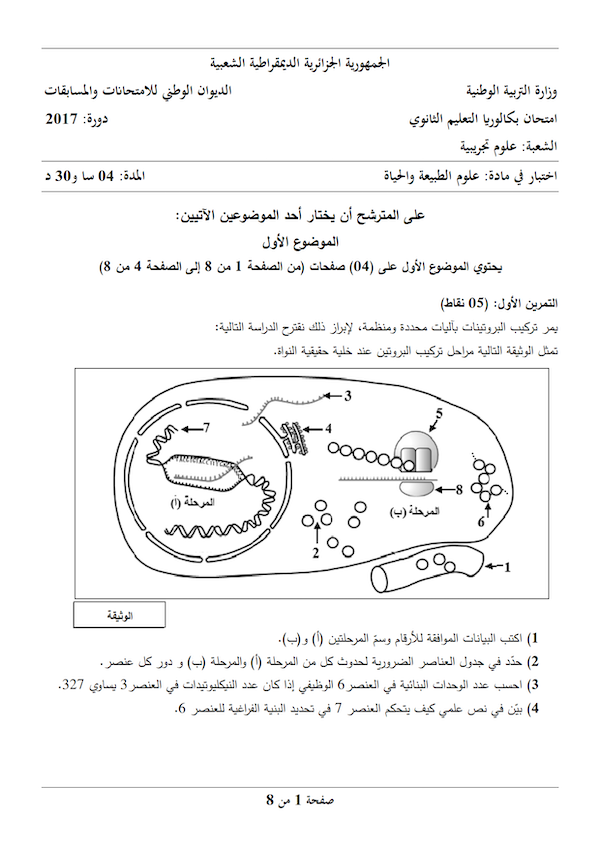 الجمهورية الجزائرية الديمقراطية الشعبية
وزارة التربية الوطنية الديوان الوطني للامتحانات والمسابقات
امتحان بكالوريا التعليم الثانوي دورة: 2017
الشعبة: علوم تجريبية
اختبار في مادة: علوم الطبيعة والحياة المدة: 04 سا و30 د
على المترشح أن يختار أحد الموضوعين الآتيين:
الموضوع الأول
يحتوي الموضوع الأول على (04) صفحات (من الصفحة 1 من 8 إلى الصفحة 4 من 8)
التمرين الأول: (05 نقاط)
يمر تركيب البروتينات بآليات محددة ومنظمة، لإبراز ذلك نقترح الدراسة التالية:
تمثل الوثيقة التالية مراحل تركيب البروتين عند خلية حقيقية النواة.
3
5
7
4
المرحلة (أ)
8
المرحلة (ب)
6
2
1
الوثيقة
1) اكتب البيانات الموافقة للأرقام وسمّ المرحلتين (أ) و(ب).
2) حدّد في جدول العناصر الضرورية لحدوث كل من المرحلة (أ) والمرحلة (ب) و دور كل عنصر.
3) احسب عدد الوحدات البنائية في العنصر6 الوظيفي إذا كان عدد النيكليوتيدات في العنصر3 يساوي 327.
4) بيّن في نص علمي كيف يتحكم العنصر 7 في تحديد البنية الفراغية للعنصر 6.
صفحة 1 من 8